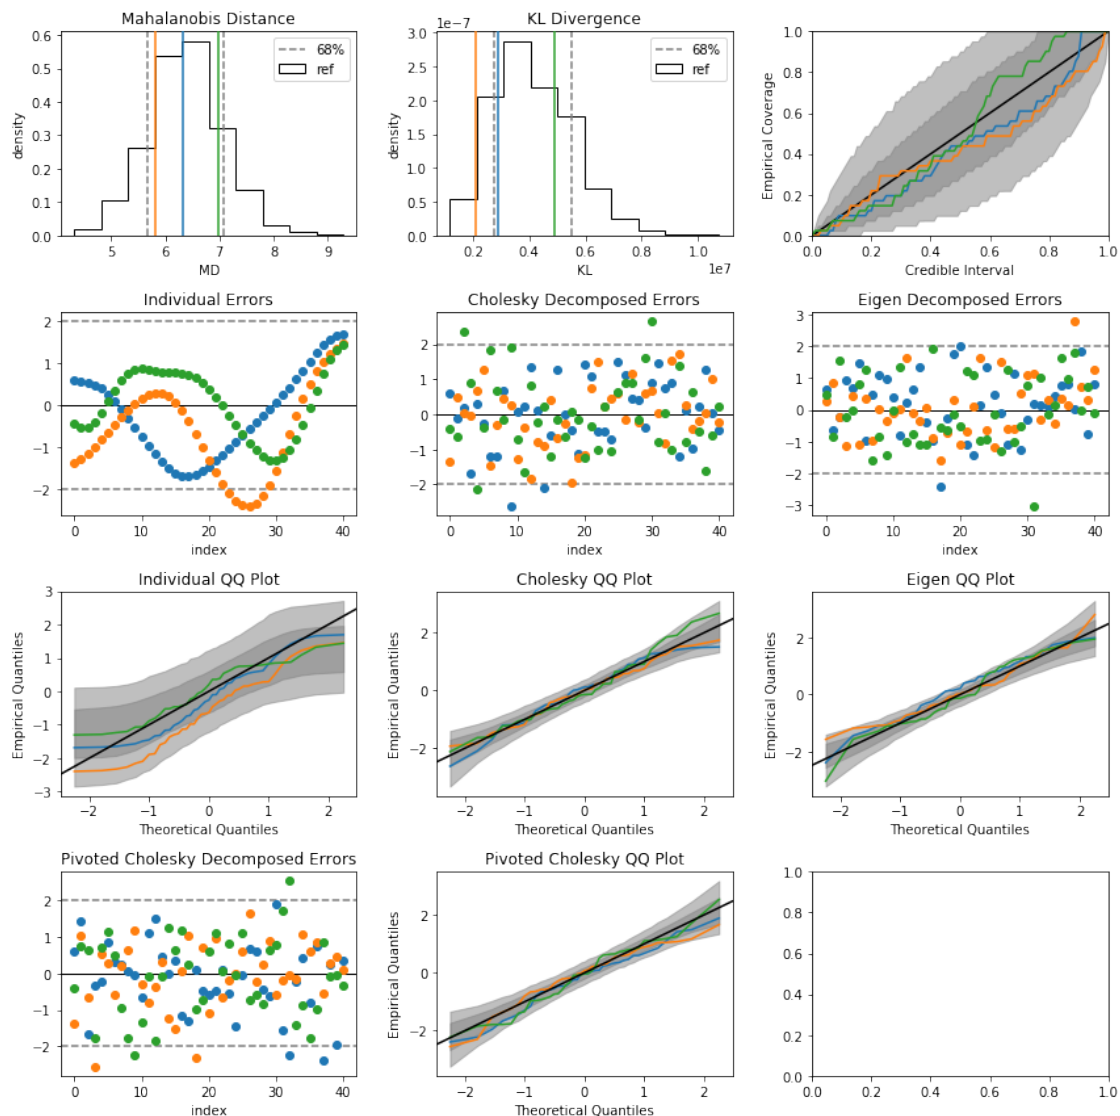 Mahalanobis Distance
0.6
0.5
0.4
0.3
0.2
0.1
0.0
density
68%
ref
5 6 7 8 9
MD
KL Divergence
1e−7
3.0
2.5
2.0
1.5
1.0
0.5
0.0
density
68%
ref
0.2 0.4 0.6 0.8 1.0
KL
1e7
1.0
0.8
0.6
0.4
0.2
0.0
Empirical Coverage
0.0 0.2 0.4 0.6 0.8 1.0
Credible Interval
Individual Errors
2
1
0
−1
−2
0 10 20 30 40
index
Cholesky Decomposed Errors
2
1
0
−1
−2
0 10 20 30 40
index
Eigen Decomposed Errors
3
2
1
0
−1
−2
−3
0 10 20 30 40
index
Individual QQ Plot
3
2
1
0
−1
−2
−3
Empirical Quantiles
−2 −1 0 1 2
Theoretical Quantiles
Cholesky QQ Plot
2
0
−2
Empirical Quantiles
−2 −1 0 1 2
Theoretical Quantiles
Eigen QQ Plot
2
0
−2
Empirical Quantiles
−2 −1 0 1 2
Theoretical Quantiles
Pivoted Cholesky Decomposed Errors
2
1
0
−1
−2
0 10 20 30 40
index
Pivoted Cholesky QQ Plot
2
0
−2
Empirical Quantiles
−2 −1 0 1 2
Theoretical Quantiles
1.0
0.8
0.6
0.4
0.2
0.0
0.0 0.2 0.4 0.6 0.8 1.0